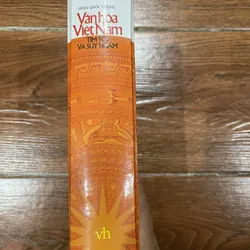 TRẦN QUỐC VƯỢNG
Văn hóa
Việt Nam
TÌM TÒI
VÀ SUY NGẪM
vh